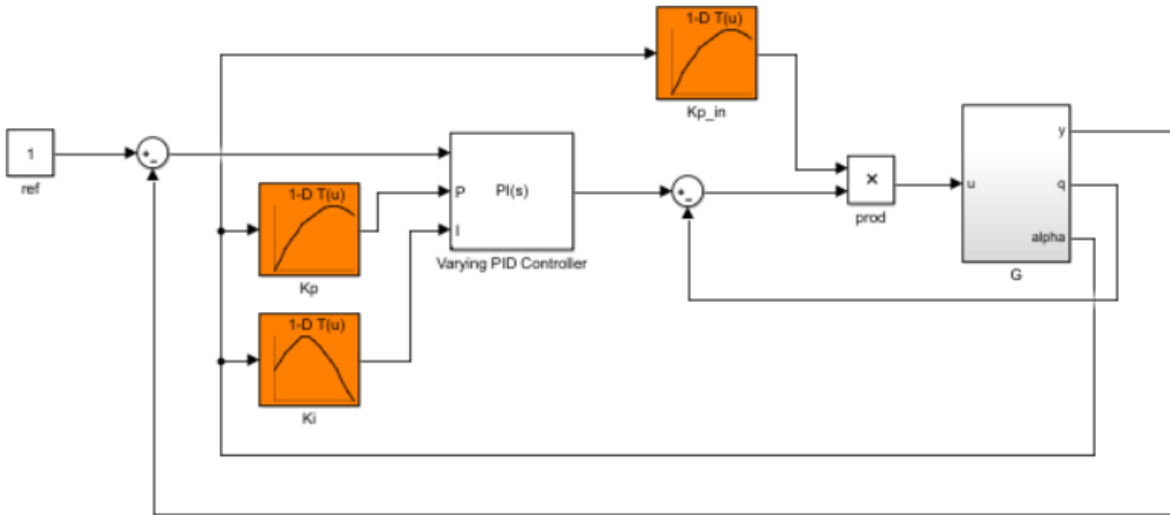 1-D T(u)
Kp_in
1
ref
+
-
1-D T(u)
Kp
1-D T(u)
Ki
PI(s)
P
I
Varying PID Controller
+
-
×
prod
u
y
q
alpha
G